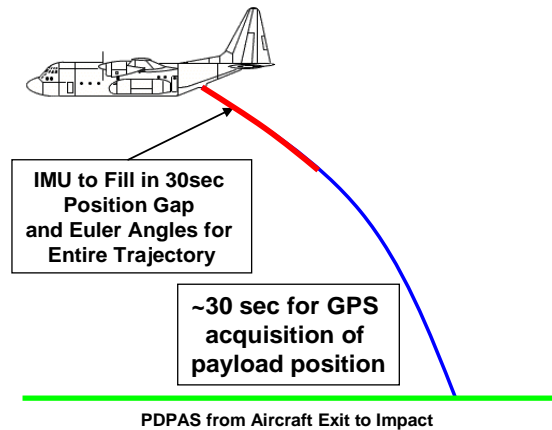 IMU to Fill in 30sec
Position Gap
and Euler Angles for
Entire Trajectory
~30 sec for GPS
acquisition of
payload position
PDPAS from Aircraft Exit to Impact